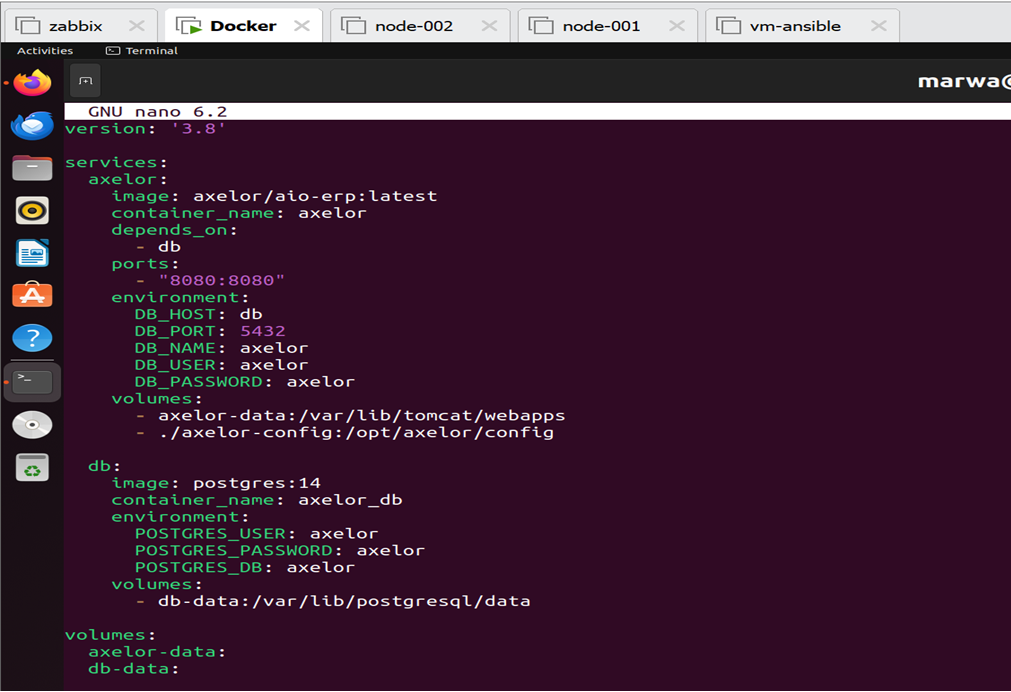 zabbix
Docker
node-002
node-001
vm-ansible
Activities
Terminal
marwa@
GNU nano 6.2
version: '3.8'
services:
  axelor:
    image: axelor/aio-erp:latest
    container_name: axelor
    depends_on:
      - db
    ports:
      - "8080:8080"
    environment:
      DB_HOST: db
      DB_PORT: 5432
      DB_NAME: axelor
      DB_USER: axelor
      DB_PASSWORD: axelor
    volumes:
      - axelor-data:/var/lib/tomcat/webapps
      - ./axelor-config:/opt/axelor/config
  db:
    image: postgres:14
    container_name: axelor_db
    environment:
      POSTGRES_USER: axelor
      POSTGRES_PASSWORD: axelor
      POSTGRES_DB: axelor
    volumes:
      - db-data:/var/lib/postgresql/data
volumes:
  axelor-data:
  db-data: